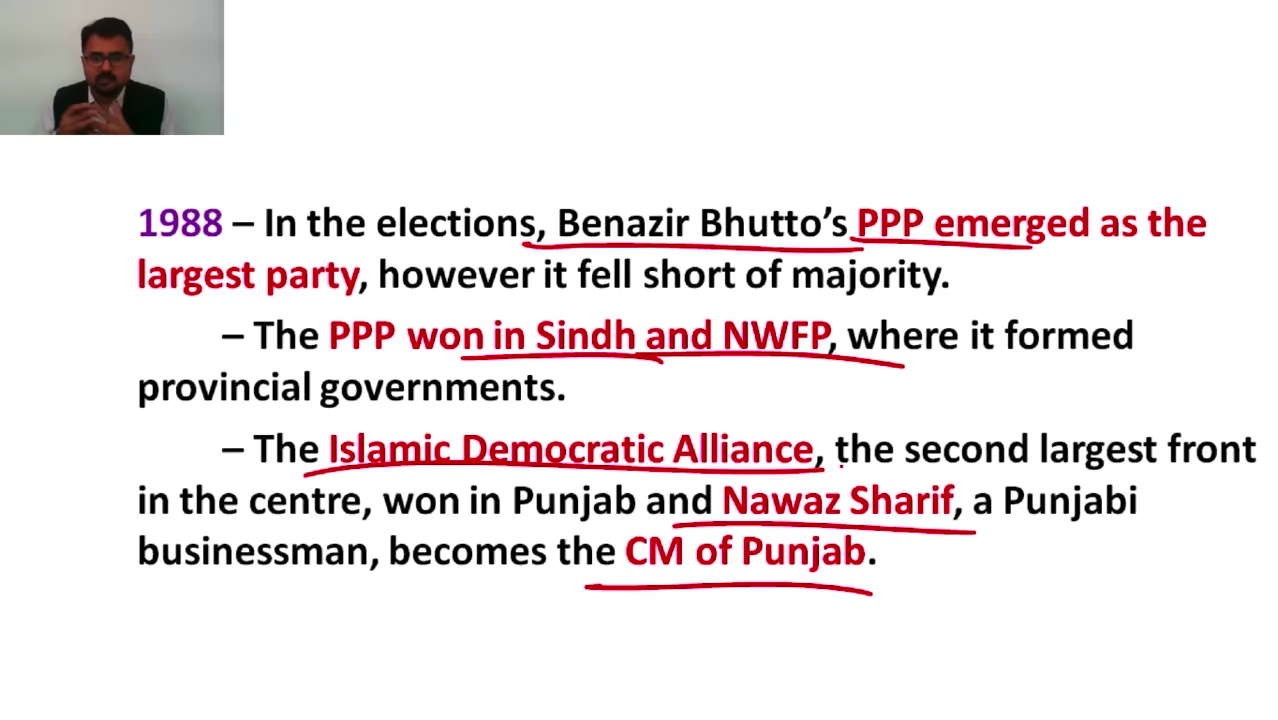 1988 – In the elections, Benazir Bhutto’s PPP emerged as the
largest party, however it fell short of majority.
– The PPP won in Sindh and NWFP, where it formed
provincial governments.
– The Islamic Democratic Alliance, the second largest front
in the centre, won in Punjab and Nawaz Sharif, a Punjabi
businessman, becomes the CM of Punjab.